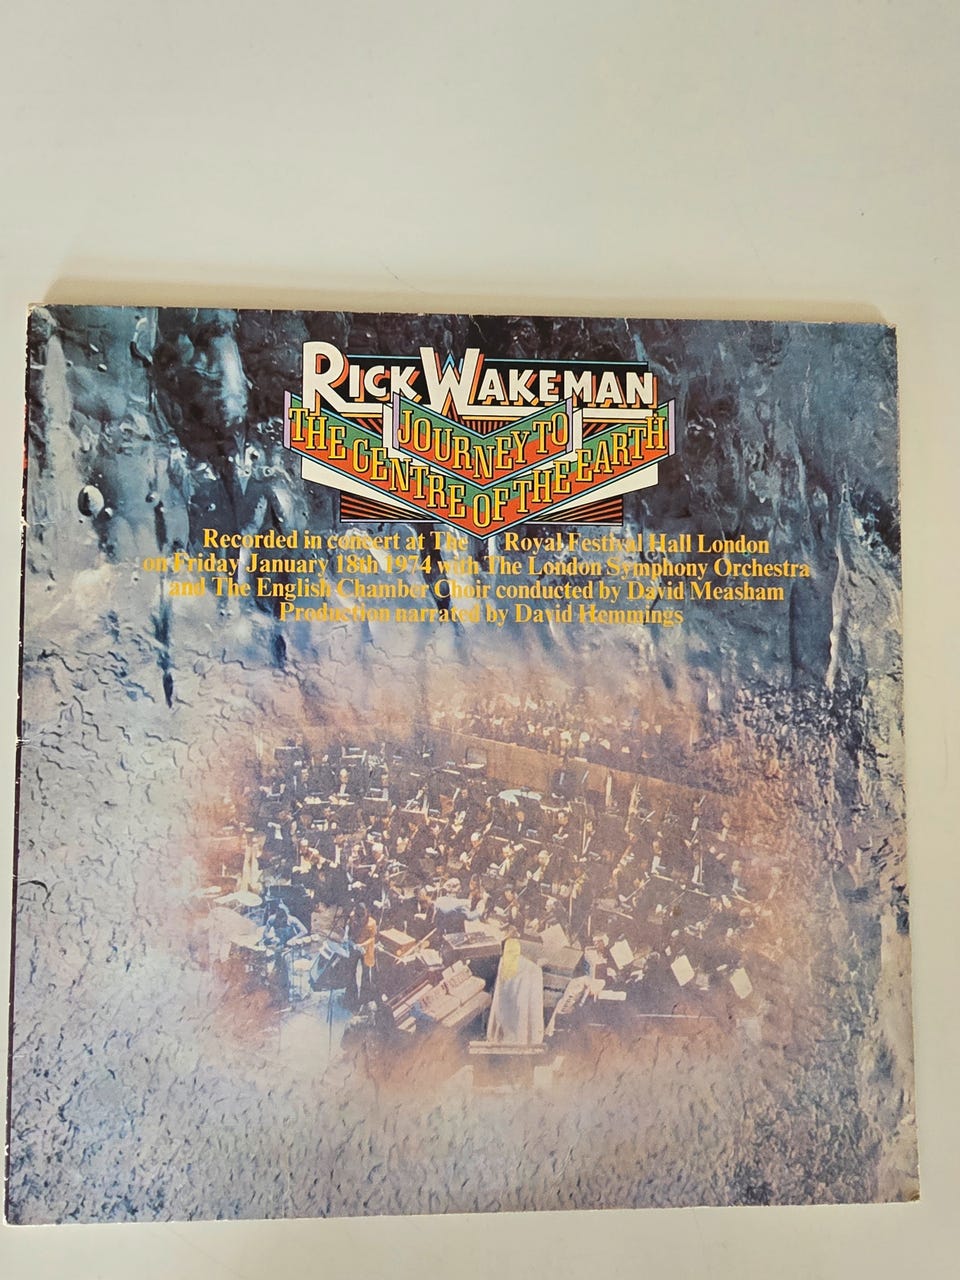 RICK WAKEMAN
JOURNEY TO
THE CENTRE OF THE EARTH
Recorded in concert at The Royal Festival Hall London
on Friday January 18th 1974 with The London Symphony Orchestra
and The English Chamber Choir conducted by David Measham
Production narrated by David Hemmings